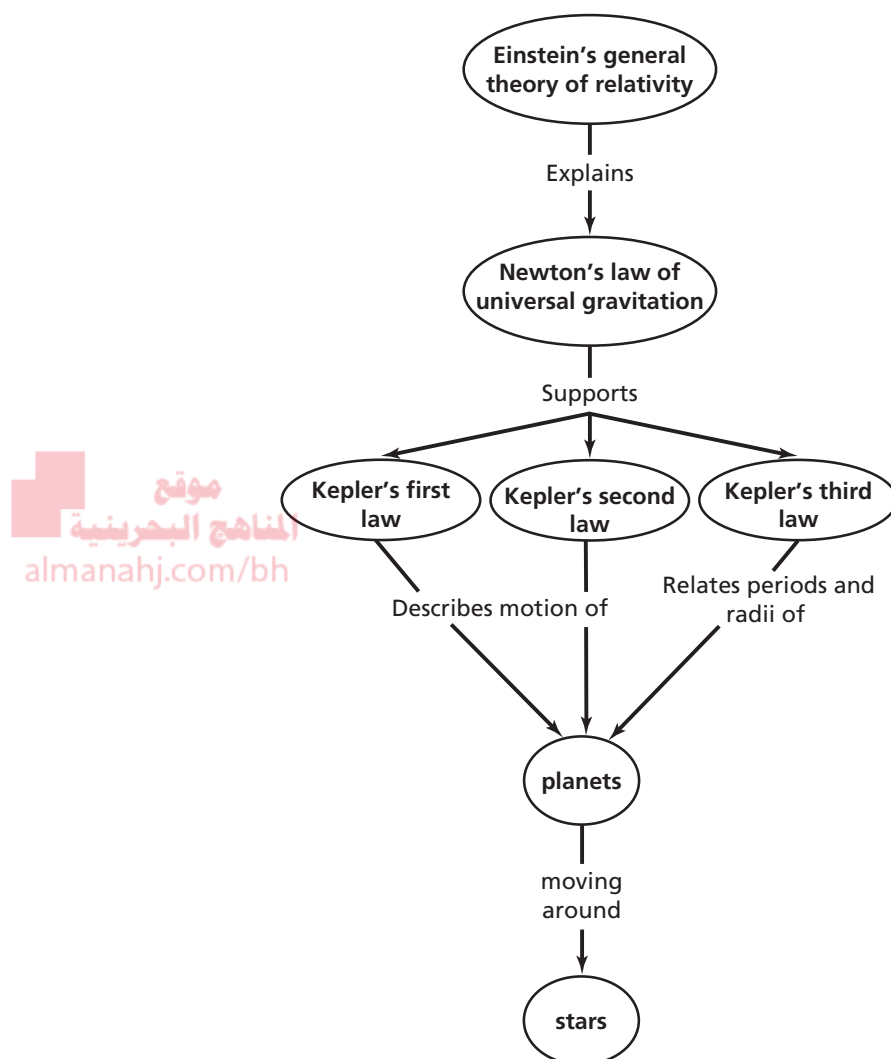 Einstein's general
theory of relativity
Explains
Newton's law of
universal gravitation
Supports
Kepler's first
law
Kepler's second
law
Kepler's third
law
موقع
المناهج البحرينية
almanahj.com/bh
Describes motion of
Relates periods and
radii of
planets
moving
around
stars